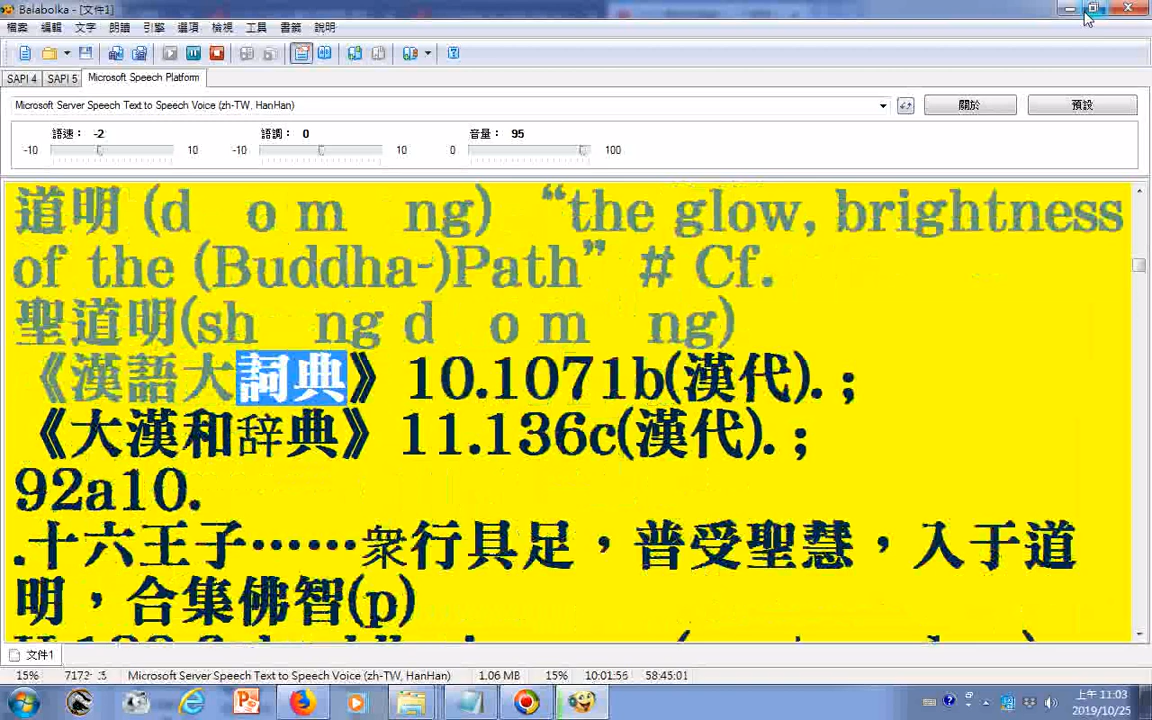 Balabolka - [文件1]
檔案 編輯 文字 朗讀 引擎 選項 檢視 工具 書籤 說明
SAPI 4 SAPI 5 Microsoft Speech Platform
Microsoft Server Speech Text to Speech Voice (zh-TW, HanHan) 關於 預設
語速： -2 語調： 0 音量： 95
-10 10 -10 10 0 100
道明 (d o m ng) “the glow, brightness
of the (Buddha-)Path” # Cf.
聖道明(sh ng d o m ng)
《漢語大詞典》 10.1071b(漢代).；
《大漢和辞典》 11.136c(漢代).；
92a10.
.十六王子……衆行具足，普受聖慧，入于道
明，合集佛智(p)
文件1
15% Microsoft Server Speech Text to Speech Voice (zh-TW, HanHan) 1.06 MB 15% 10:01:56 58:45:01
上午 11:03
2019/10/25